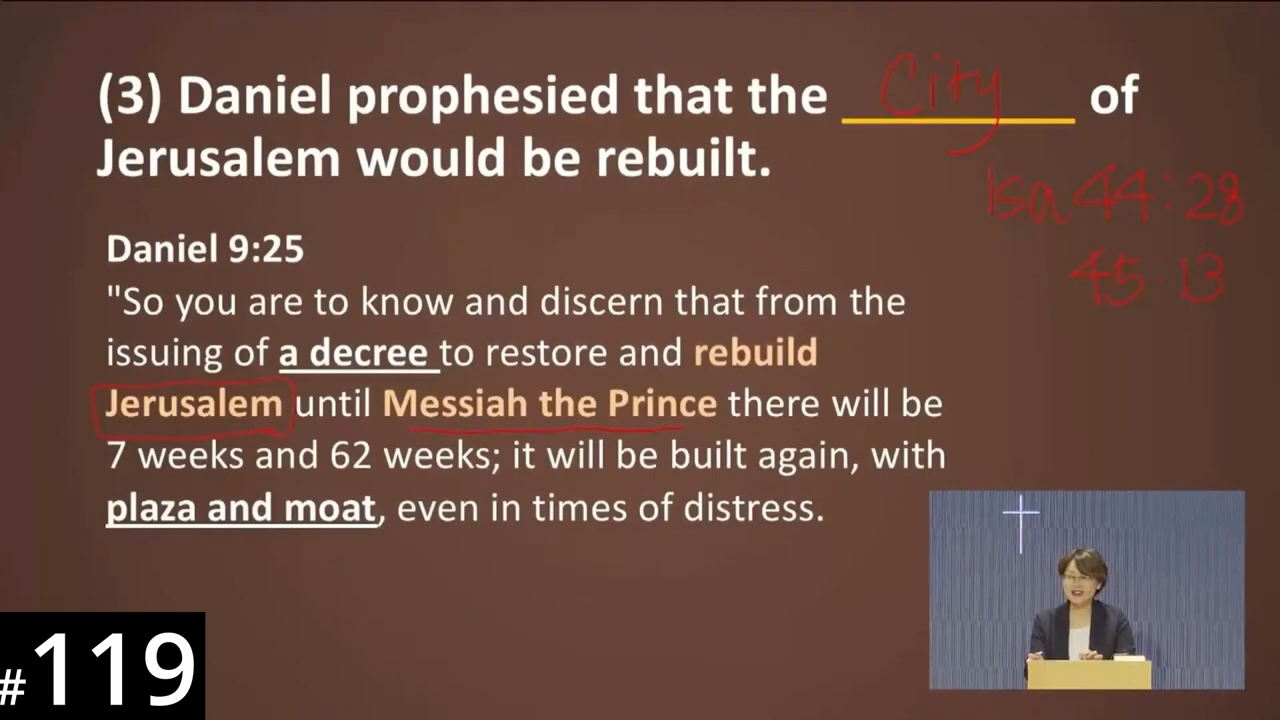 (3) Daniel prophesied that the City of
Jerusalem would be rebuilt.
Isa 44:28
45:13
Daniel 9:25
"So you are to know and discern that from the
issuing of a decree to restore and rebuild
Jerusalem until Messiah the Prince there will be
7 weeks and 62 weeks; it will be built again, with
plaza and moat, even in times of distress.
#119